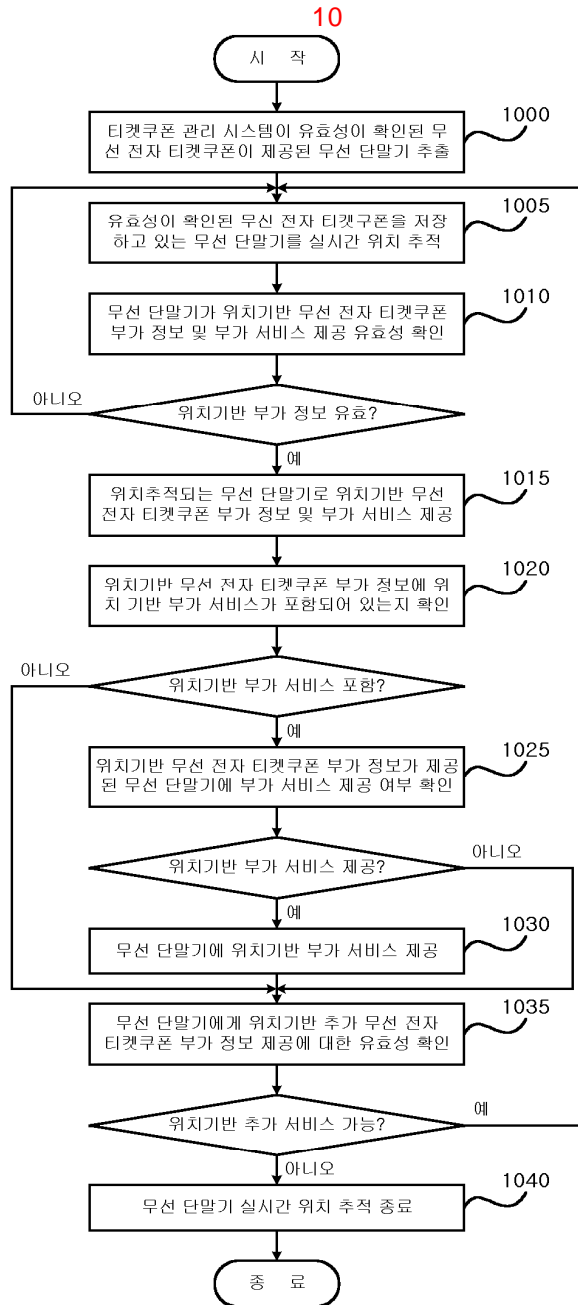 10
시 작
티켓쿠폰 관리 시스템이 유효성이 확인된 무
선 전자 티켓쿠폰이 제공된 무선 단말기 추출
1000
유효성이 확인된 무선 전자 티켓쿠폰을 저장
하고 있는 무선 단말기를 실시간 위치 추적
1005
무선 단말기가 위치기반 무선 전자 티켓쿠폰
부가 정보 및 부가 서비스 제공 유효성 확인
1010
아니오
위치기반 부가 정보 유효?
예
위치추적되는 무선 단말기로 위치기반 무선
전자 티켓쿠폰 부가 정보 및 부가 서비스 제공
1015
위치기반 무선 전자 티켓쿠폰 부가 정보에 위
치 기반 부가 서비스가 포함되어 있는지 확인
1020
아니오
위치기반 부가 서비스 포함?
예
위치기반 무선 전자 티켓쿠폰 부가 정보가 제공
된 무선 단말기에 부가 서비스 제공 여부 확인
1025
위치기반 부가 서비스 제공?
아니오
예
무선 단말기에 위치기반 부가 서비스 제공
1030
무선 단말기에게 위치기반 추가 무선 전자
티켓쿠폰 부가 정보 제공에 대한 유효성 확인
1035
위치기반 추가 서비스 가능?
예
아니오
무선 단말기 실시간 위치 추적 종료
1040
종 료